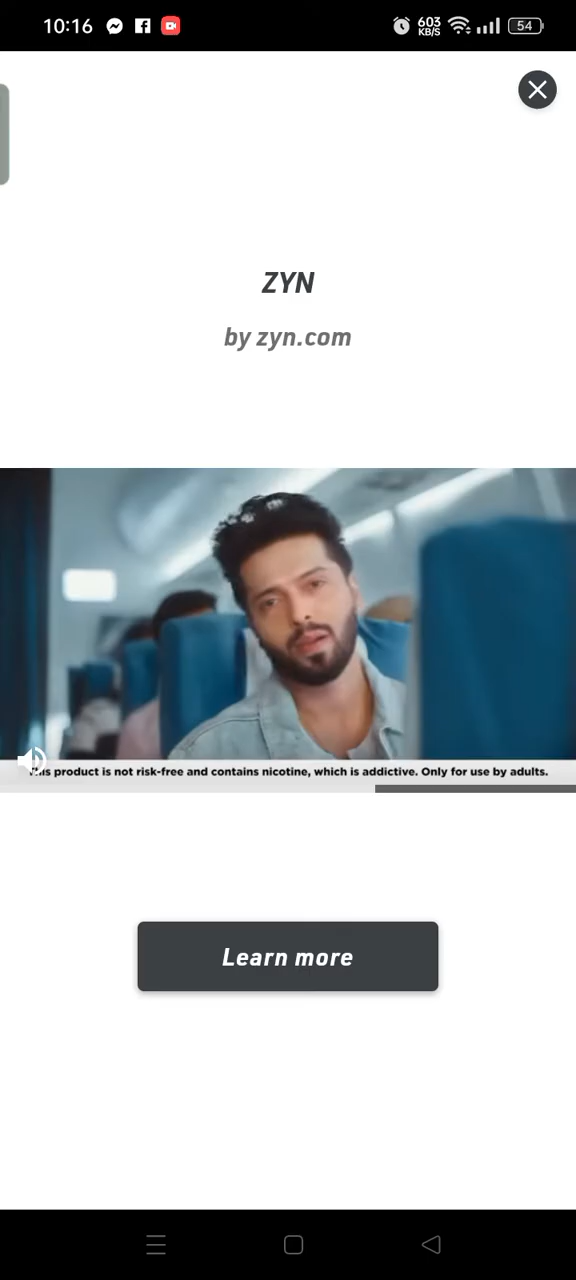 10:16
603
KB/S
54
ZYN
by zyn.com
This product is not risk-free and contains nicotine, which is addictive. Only for use by adults.
Learn more